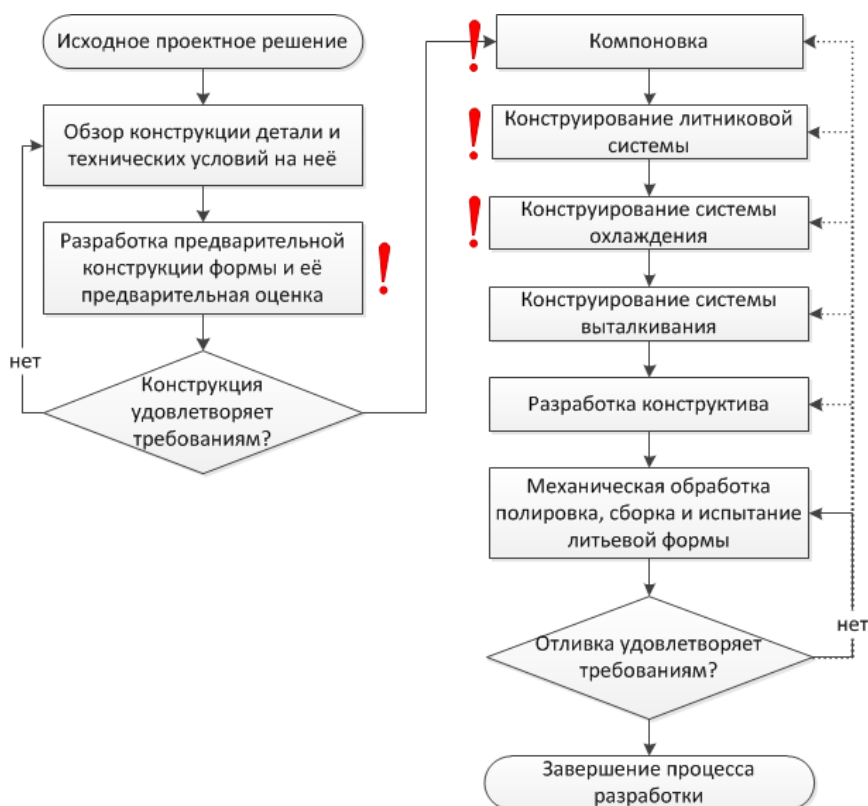 Исходное проектное решение
Обзор конструкции детали и
технических условий на неё
Разработка предварительной
конструкции формы и её
предварительная оценка
нет
Конструкция
удовлетворяет
требованиям?
!
Компоновка
!
Конструирование литниковой
системы
!
Конструирование системы
охлаждения
!
Конструирование системы
выталкивания
Разработка конструктива
Механическая обработка
полировка, сборка и испытание
литьевой формы
нет
Отливка удовлетворяет
требованиям?
Завершение процесса
разработки